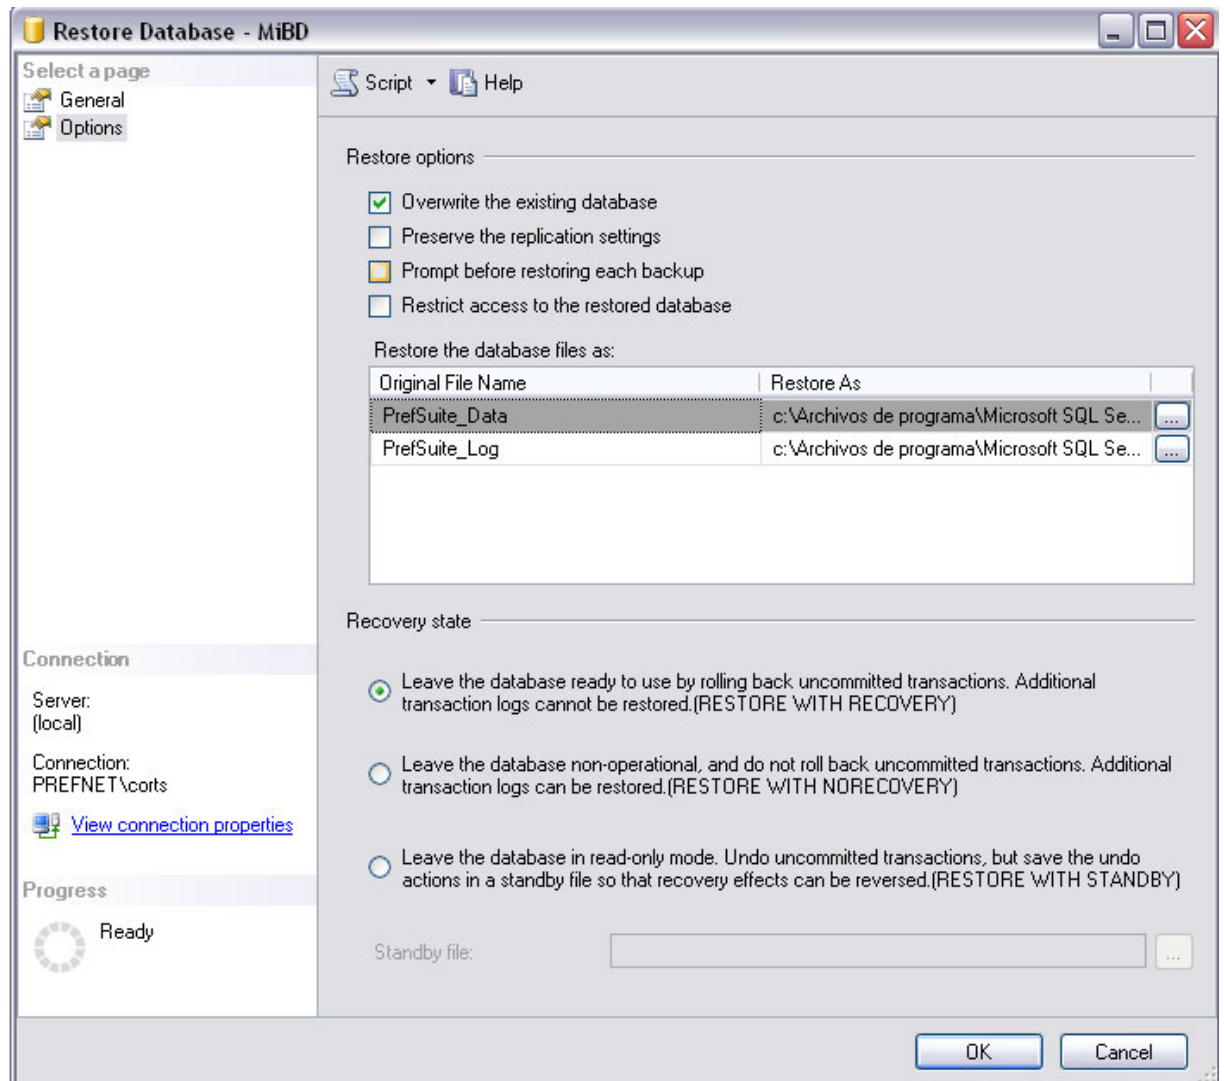 Restore Database - MiBD
Select a page
General
Options
Script
Help
Restore options
Overwrite the existing database
Preserve the replication settings
Prompt before restoring each backup
Restrict access to the restored database
Restore the database files as:
Original File Name Restore As
PrefSuite_Data c:\Archivos de programa\Microsoft SQL Se... ...
PrefSuite_Log c:\Archivos de programa\Microsoft SQL Se... ...
Recovery state
Leave the database ready to use by rolling back uncommitted transactions. Additional
transaction logs cannot be restored.(RESTORE WITH RECOVERY)
Leave the database non-operational, and do not roll back uncommitted transactions. Additional
transaction logs can be restored.(RESTORE WITH NORECOVERY)
Leave the database in read-only mode. Undo uncommitted transactions, but save the undo
actions in a standby file so that recovery effects can be reversed.(RESTORE WITH STANDBY)
Standby file: ...
Connection
Server:
(local)
Connection:
PREFNET\corts
View connection properties
Progress
Ready
OK Cancel